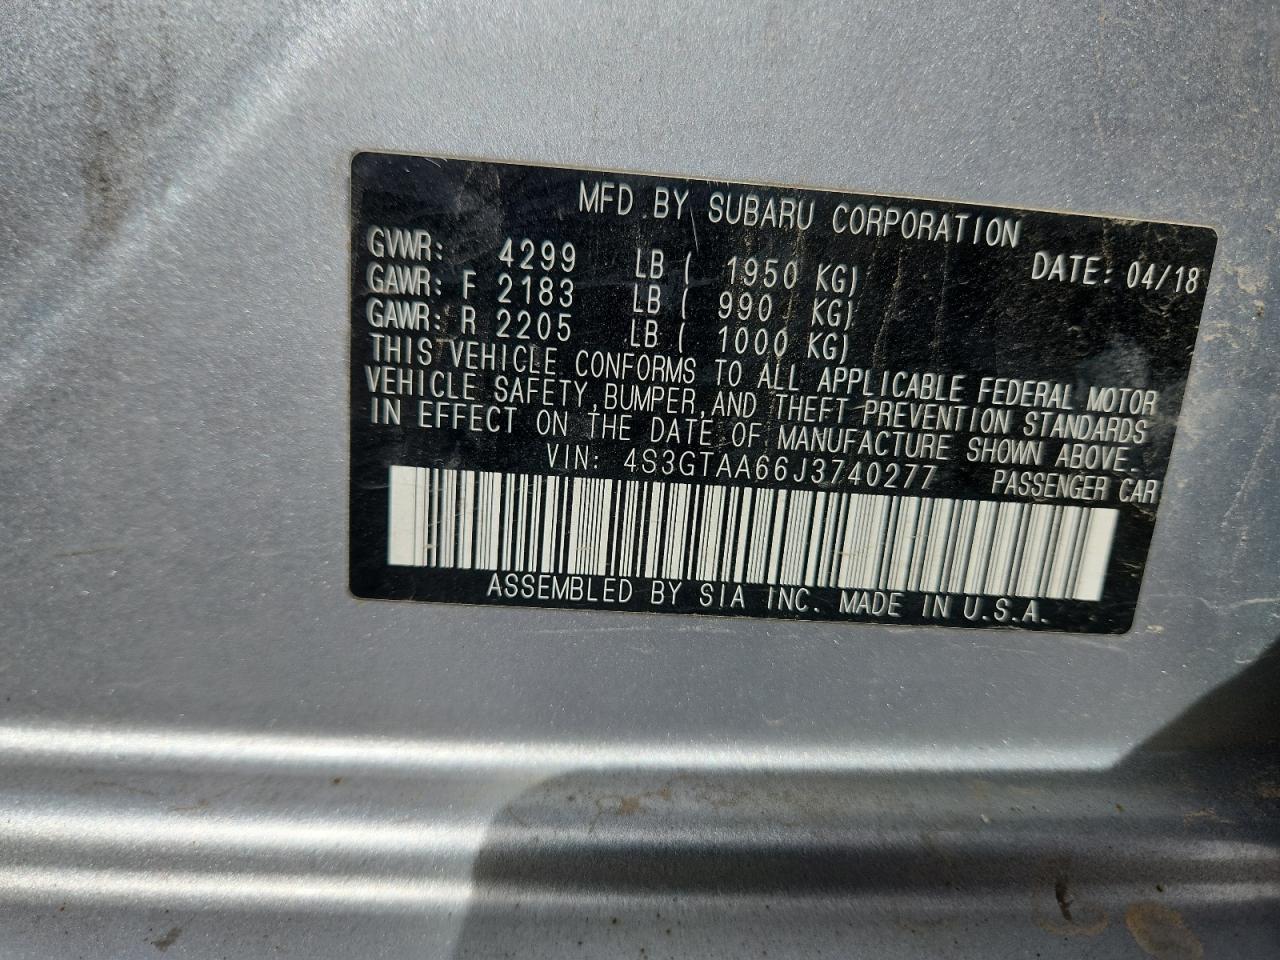 MFD.BY SUBARU CORPORATION
GVWR: 4299 LB ( 1950 KG) DATE: 04/18
GAWR: F 2183 LB ( 990 KG)
GAWR: R 2205 LB ( 1000 KG)
THIS VEHICLE CONFORMS TO ALL APPLICABLE FEDERAL MOTOR
VEHICLE SAFETY,BUMPER,AND THEFT PREVENTION STANDARDS
IN EFFECT ON THE DATE OF MANUFACTURE SHOWN ABOVE.
VIN: 4S3GTAA66J3740277 PASSENGER CAR
ASSEMBLED BY SIA INC. MADE IN U.S.A.